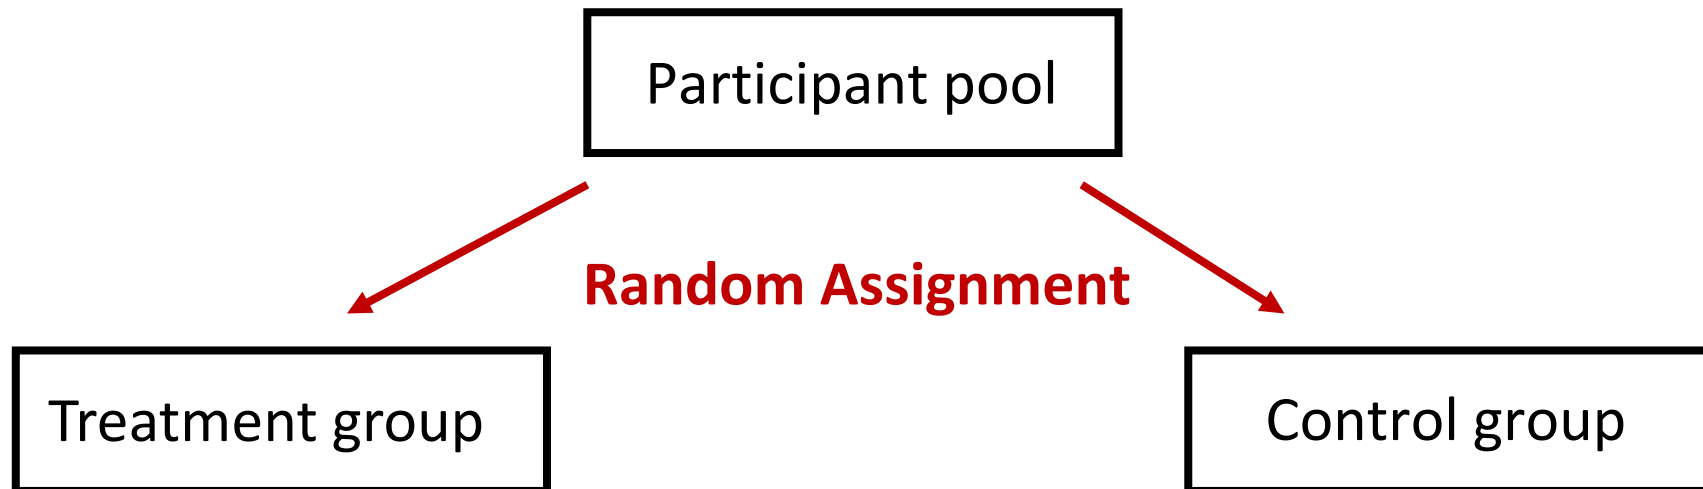 Participant pool
Random Assignment
Treatment group
Control group